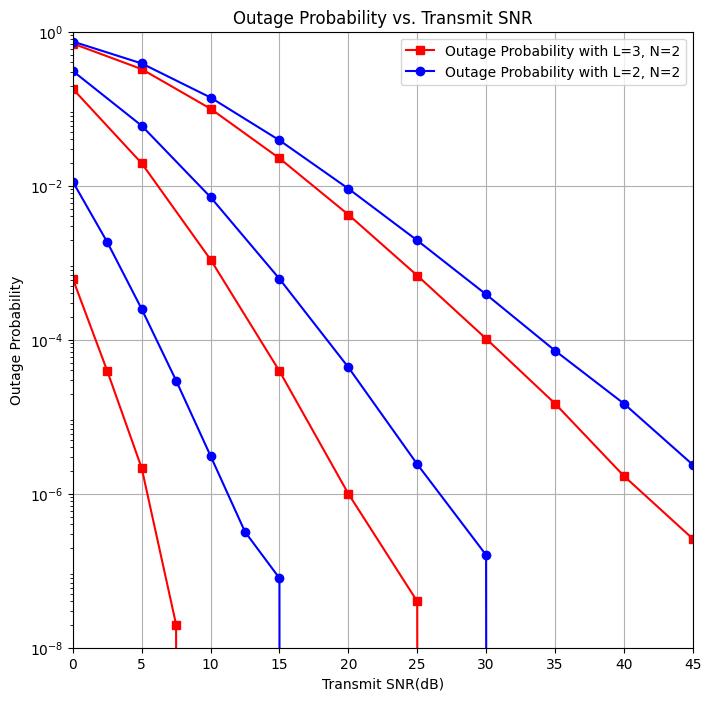 Outage Probability vs. Transmit SNR
Outage Probability with L=3, N=2
Outage Probability with L=2, N=2
Outage Probability
10⁰
10⁻²
10⁻⁴
10⁻⁶
10⁻⁸
0 5 10 15 20 25 30 35 40 45
Transmit SNR(dB)